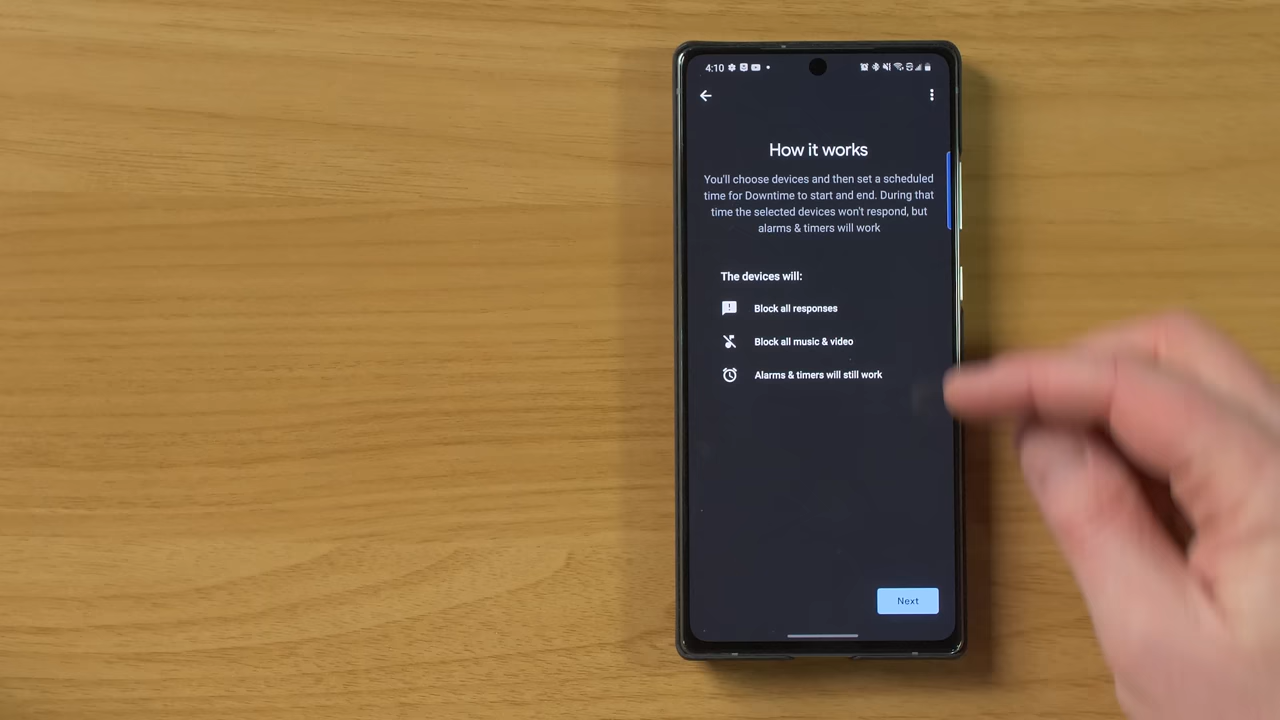 4:10
How it works
You'll choose devices and then set a scheduled
time for Downtime to start and end. During that
time the selected devices won't respond, but
alarms & timers will work
The devices will:
Block all responses
Block all music & video
Alarms & timers will still work
Next